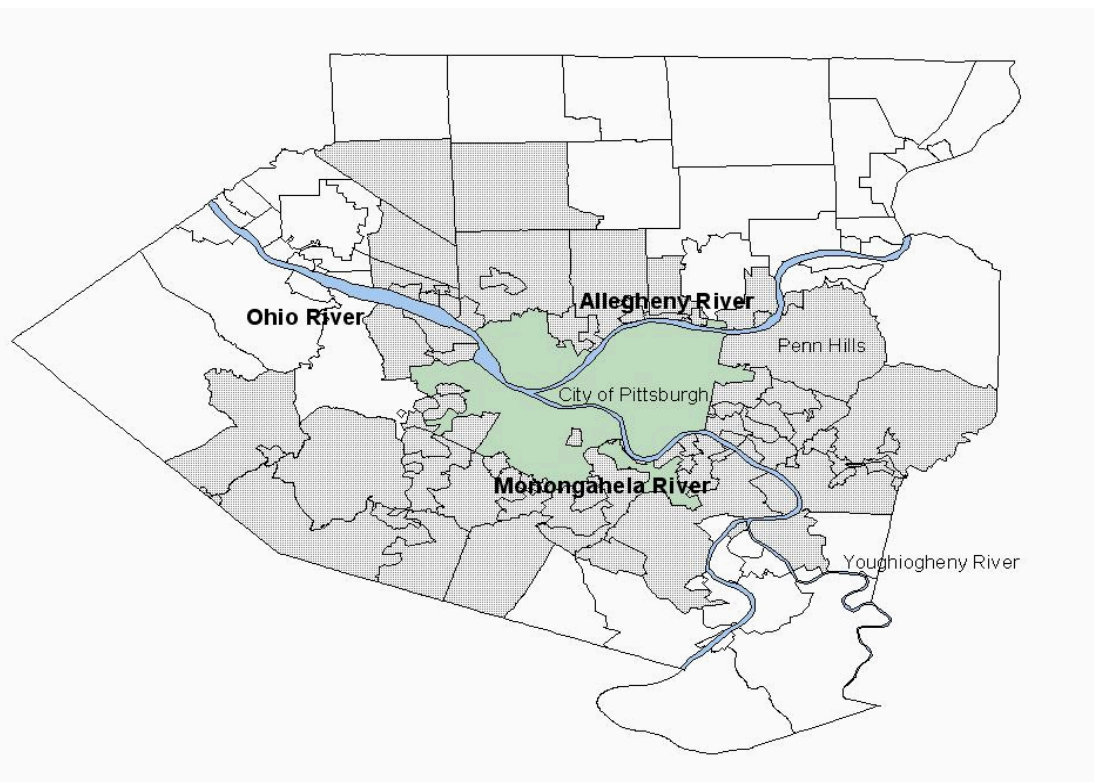 Allegheny River
Ohio River
Penn Hills
City of Pittsburgh
Monongahela River
Youghiogheny River